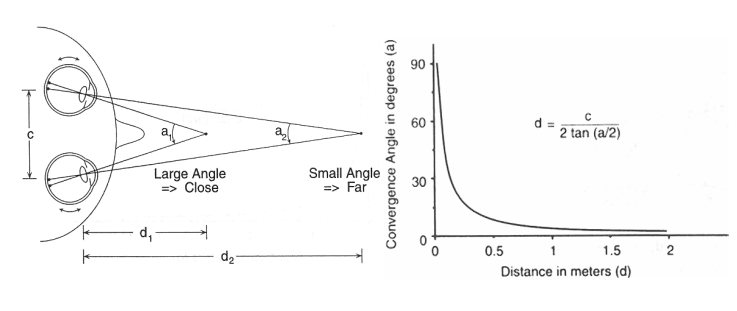 c
a1
a2
Large Angle
=> Close
Small Angle
=> Far
d1
d2
Convergence Angle in degrees (a)
90
60
30
0
d = c / 2 tan (a/2)
0 0.5 1 1.5 2
Distance in meters (d)